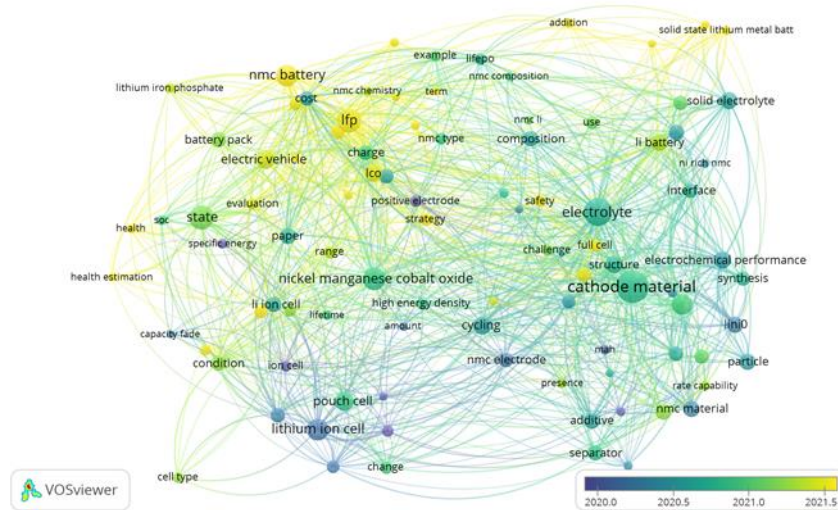 addition
solid state lithium metal batt
example
lifepo
nmc battery
nmc composition
lithium iron phosphate
nmc chemistry
term
cost
solid electrolyte
lfp
nmc li
use
battery pack
nmc type
composition
li battery
charge
electric vehicle
ni rich nmc
lco
interface
positive electrode
safety
evaluation
electrolyte
state
soc
strategy
health
paper
full cell
specific energy
range
challenge
electrochemical performance
structure
health estimation
nickel manganese cobalt oxide
synthesis
cathode material
li ion cell
high energy density
lifetime
capacity fade
amount
cycling
lini0
mah
condition
ion cell
nmc electrode
particle
presence
rate capability
pouch cell
nmc material
lithium ion cell
additive
separator
change
cell type
VOSviewer
2020.0 2020.5 2021.0 2021.5